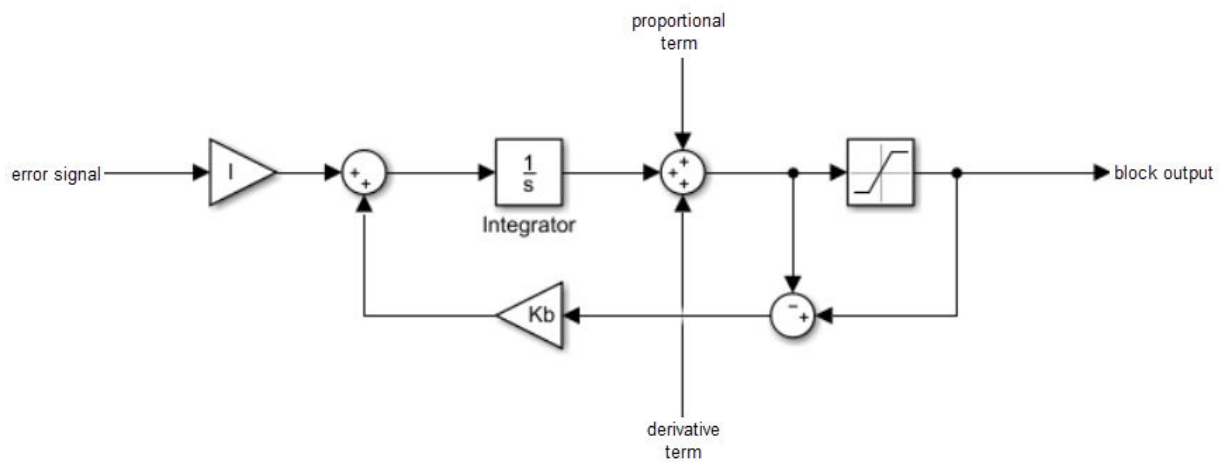 proportional
term
error signal
I
+
+
1
s
Integrator
+
+
+
block output
Kb
−
+
derivative
term